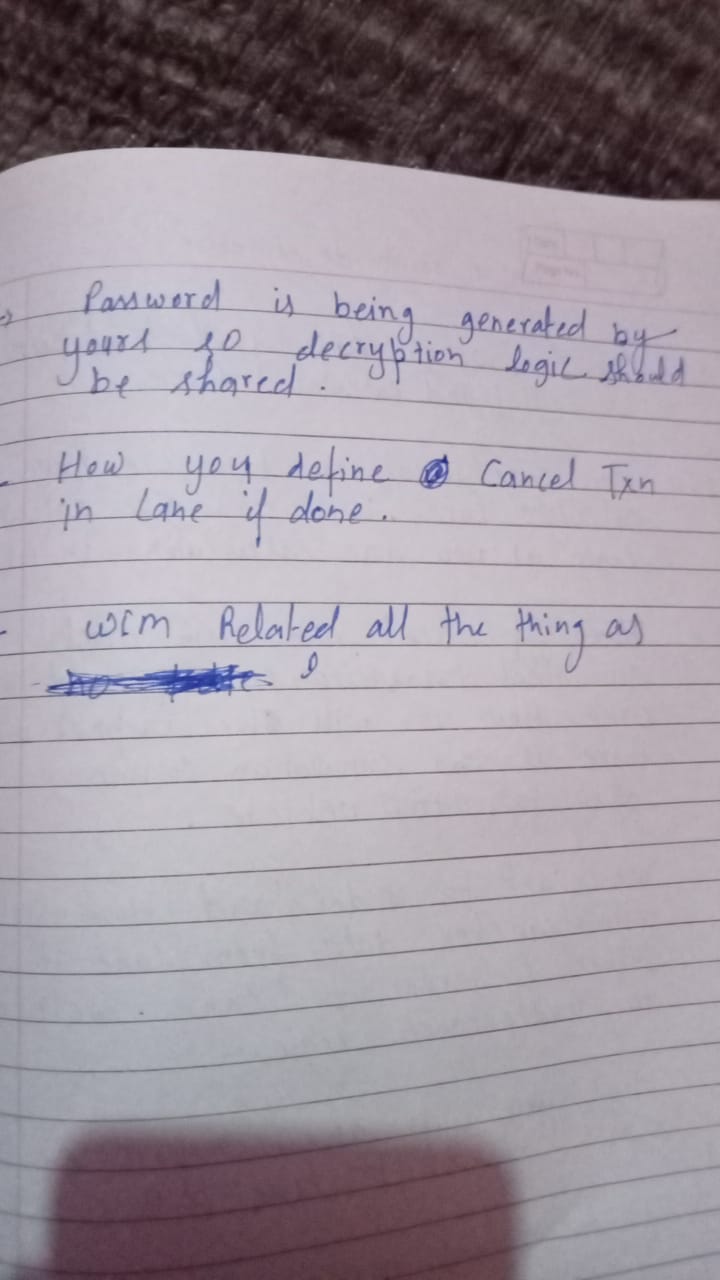 Password is being generated by
yours so decryption logic should
be shared.
How you define Cancel Txn
in Lane if done.
WIM Related all the thing as